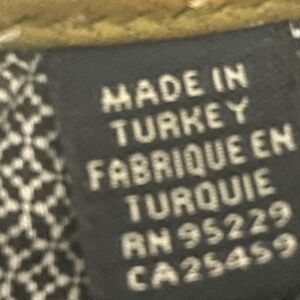 MADE IN
TURKEY
FABRIQUE EN
TURQUIE
RN 95229
CA25459